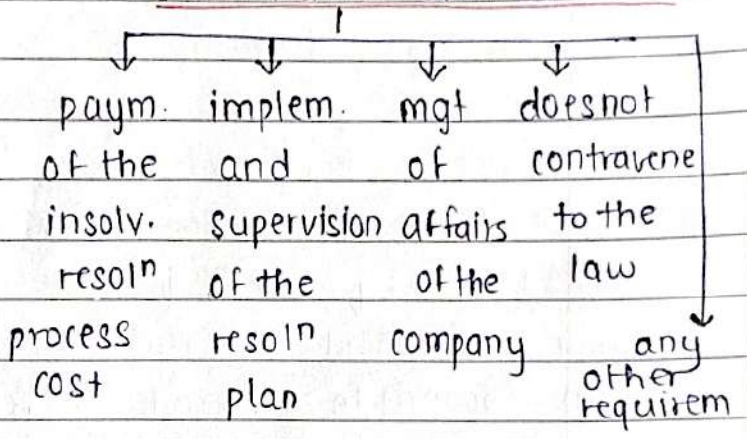 paym.
of the
insolv.
resolⁿ
process
cost
implem.
and
supervision
of the
resolⁿ
plan
mgt
of
affairs
of the
company
doesnot
contravene
to the
law
any
other
requirem